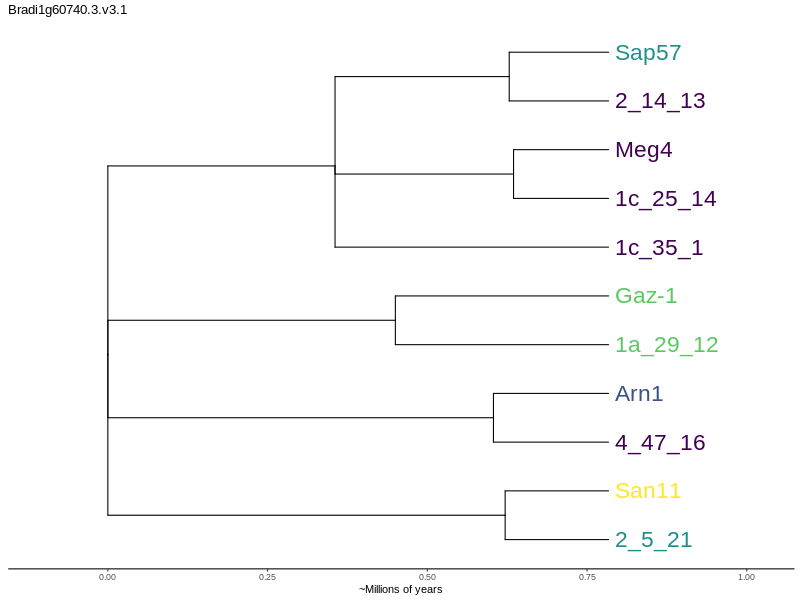 Bradi1g60740.3.v3.1
Sap57
2_14_13
Meg4
1c_25_14
1c_35_1
Gaz-1
1a_29_12
Arn1
4_47_16
San11
2_5_21
0.00 0.25 0.50 0.75 1.00
~Millions of years